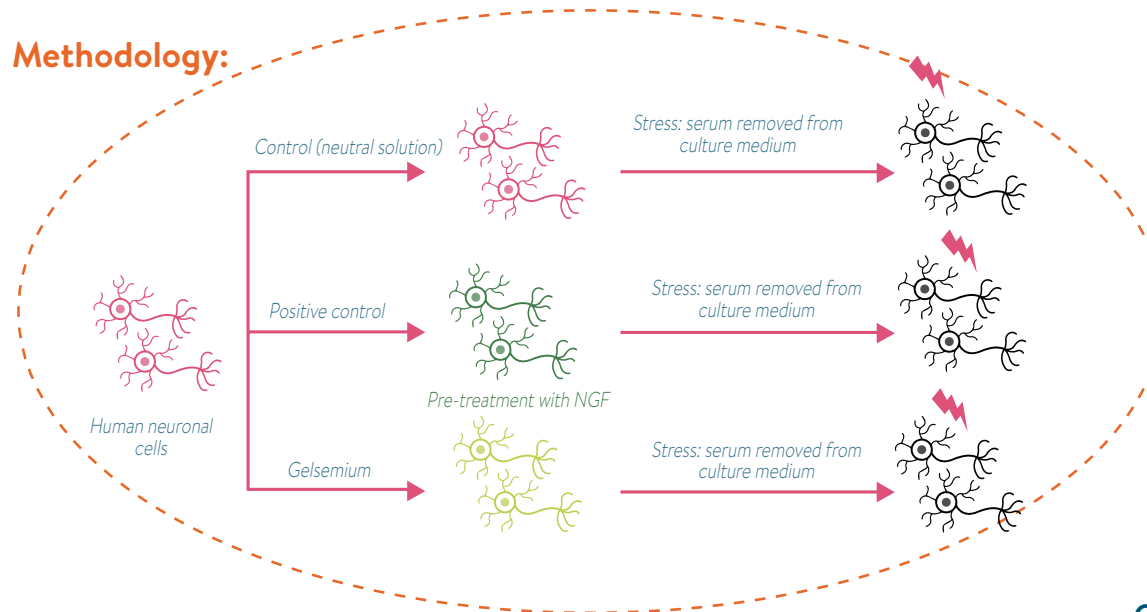 Methodology:
Control (neutral solution)
Stress: serum removed from
culture medium
Human neuronal
cells
Positive control
Pre-treatment with NGF
Stress: serum removed from
culture medium
Gelsemium
Stress: serum removed from
culture medium